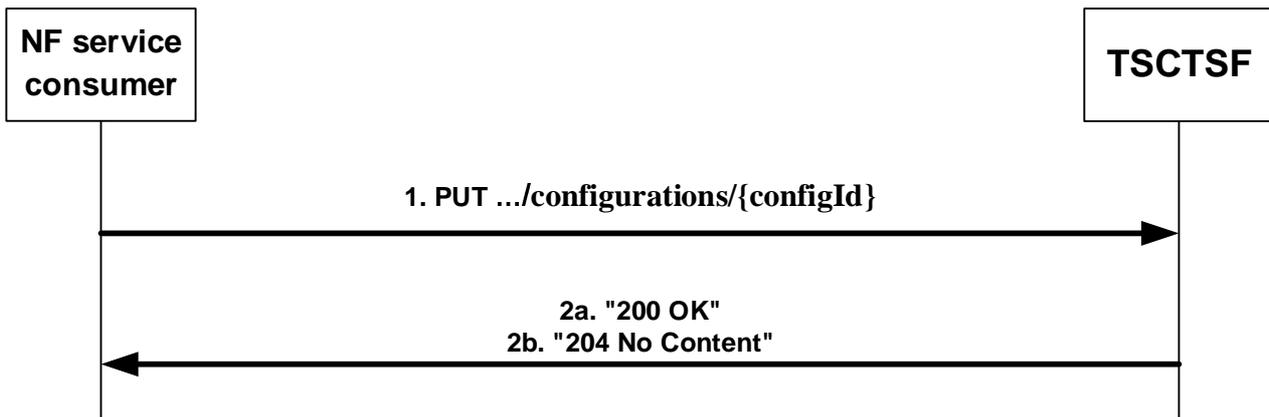 NF service
consumer
TSCTSF
1. PUT .../configurations/{configId}
2a. "200 OK"
2b. "204 No Content"